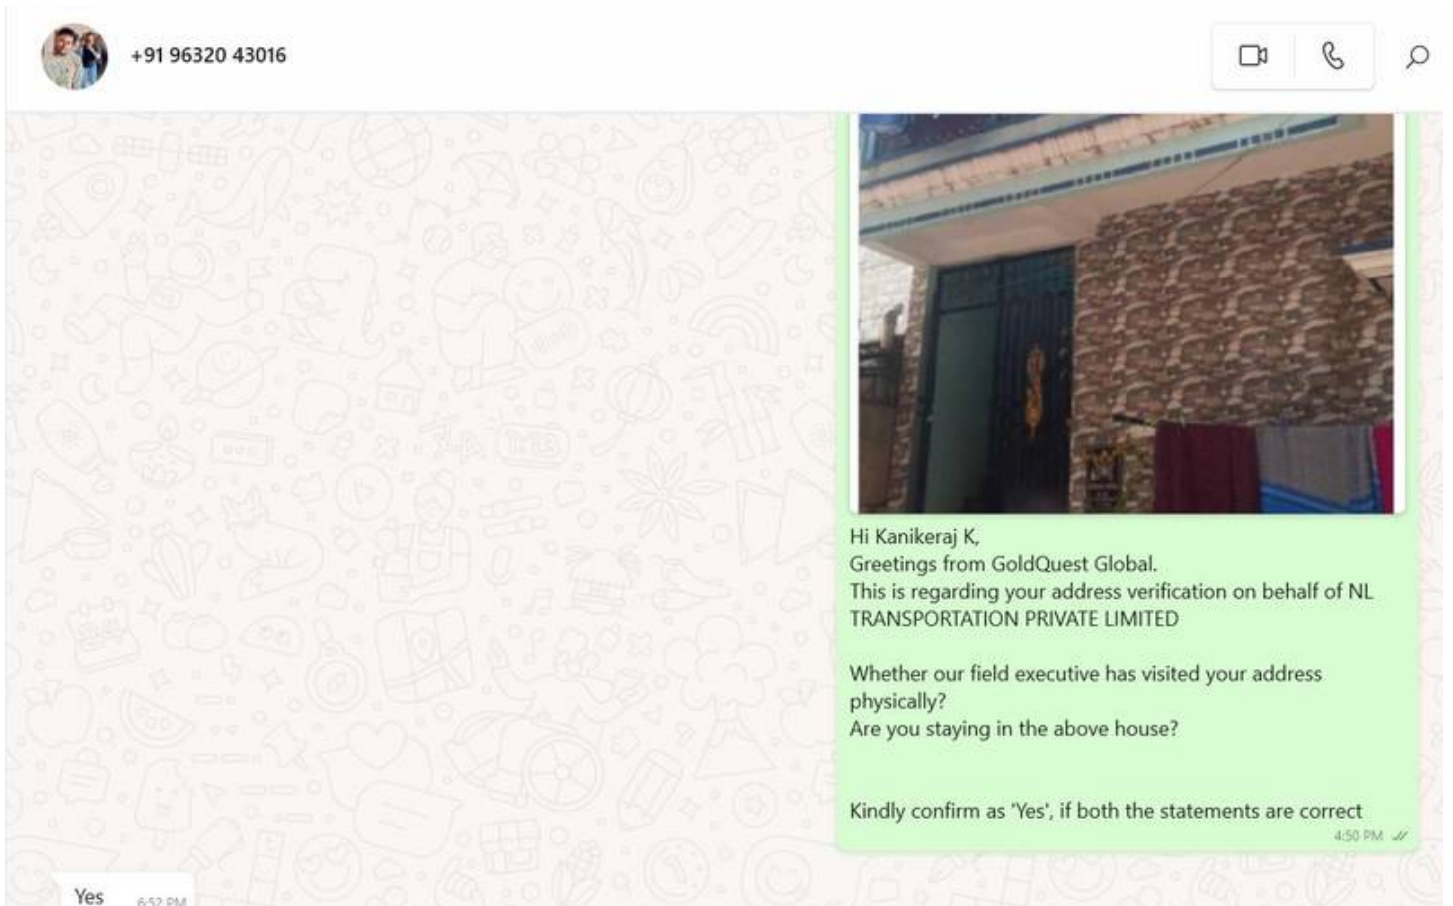 +91 96320 43016
Hi Kanikeraj K,
Greetings from GoldQuest Global.
This is regarding your address verification on behalf of NL
TRANSPORTATION PRIVATE LIMITED
Whether our field executive has visited your address
physically?
Are you staying in the above house?
Kindly confirm as 'Yes', if both the statements are correct
4:50 PM
Yes 6:52 PM